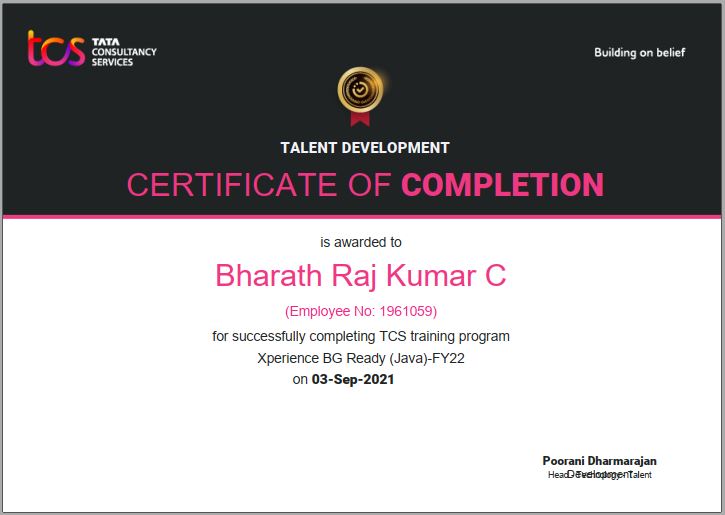 tcs TATA
CONSULTANCY
SERVICES
Building on belief
TALENT DEVELOPMENT
CERTIFICATE OF COMPLETION
is awarded to
Bharath Raj Kumar C
(Employee No: 1961059)
for successfully completing TCS training program
Xperience BG Ready (Java)-FY22
on 03-Sep-2021
Poorani Dharmarajan
Head - Technology Talent
Development